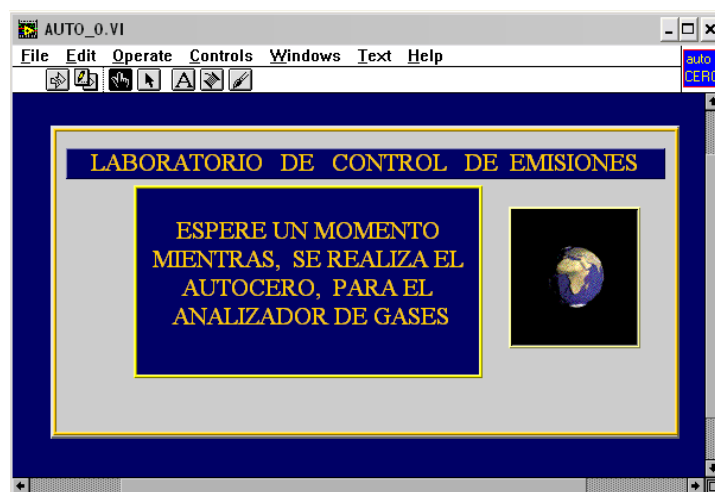 AUTO_0.VI
File Edit Operate Controls Windows Text Help
A
auto
CERO
LABORATORIO DE CONTROL DE EMISIONES
ESPERE UN MOMENTO
MIENTRAS, SE REALIZA EL
AUTOCERO, PARA EL
ANALIZADOR DE GASES